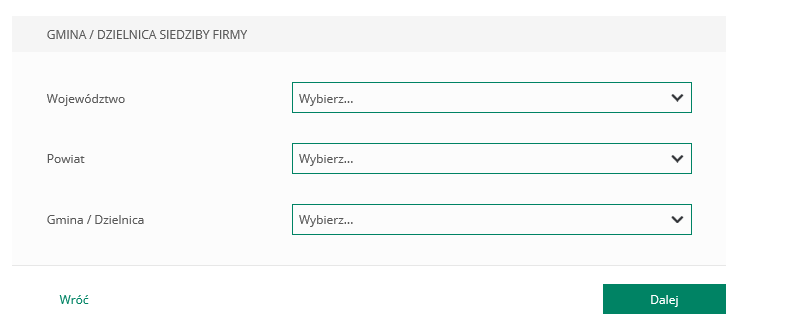 GMINA / DZIELNICA SIEDZIBY FIRMY
Województwo Wybierz...
Powiat Wybierz...
Gmina / Dzielnica Wybierz...
Wróć Dalej